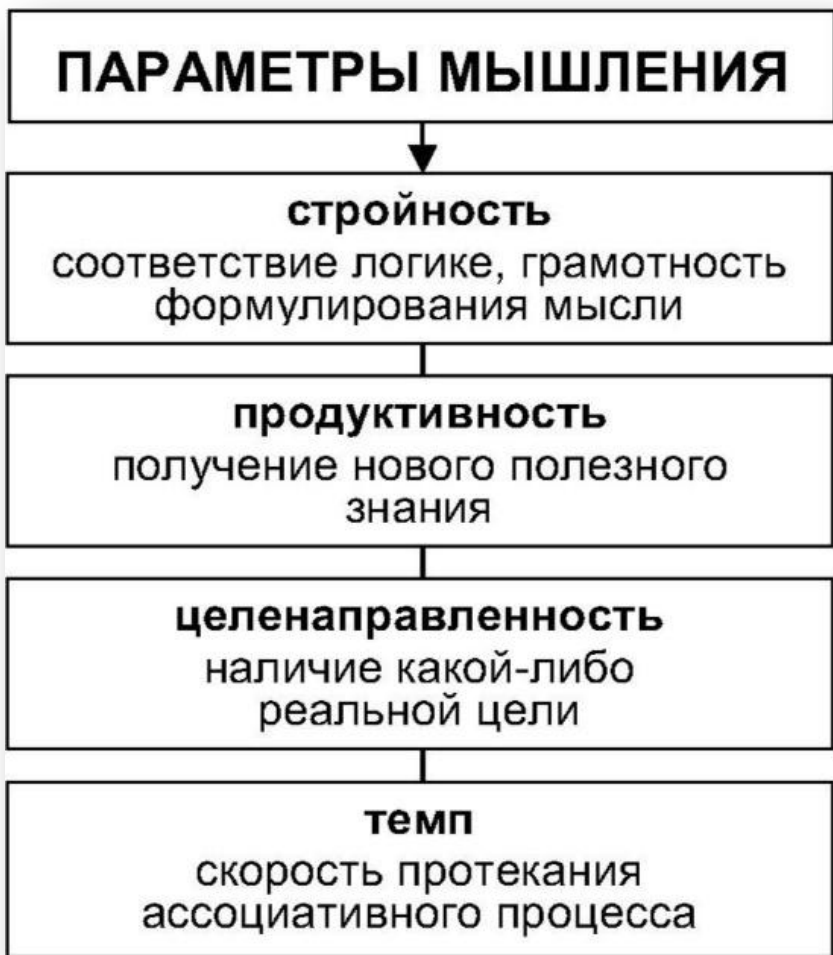 ПАРАМЕТРЫ МЫШЛЕНИЯ
стройность
соответствие логике, грамотность
формулирования мысли
продуктивность
получение нового полезного
знания
целенаправленность
наличие какой-либо
реальной цели
темп
скорость протекания
ассоциативного процесса